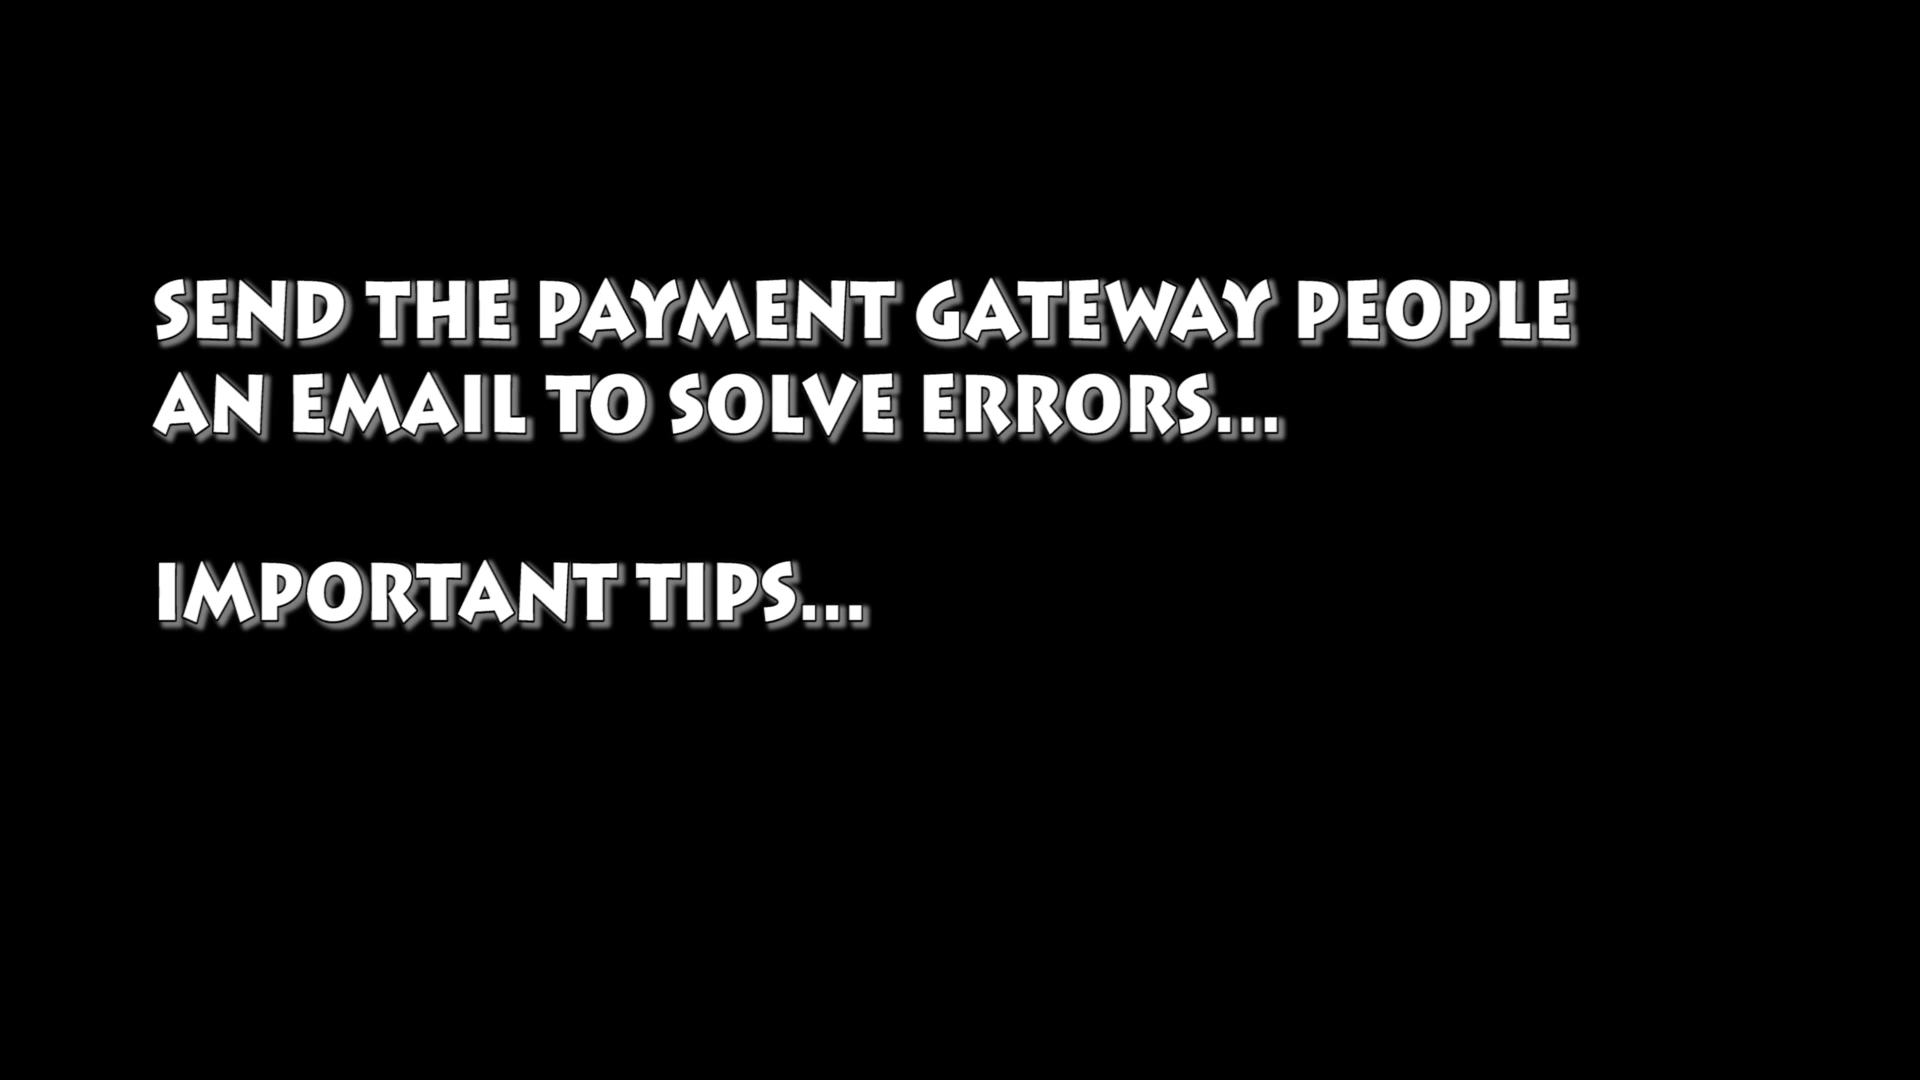 SEND THE PAYMENT GATEWAY PEOPLE
AN EMAIL TO SOLVE ERRORS...
IMPORTANT TIPS...